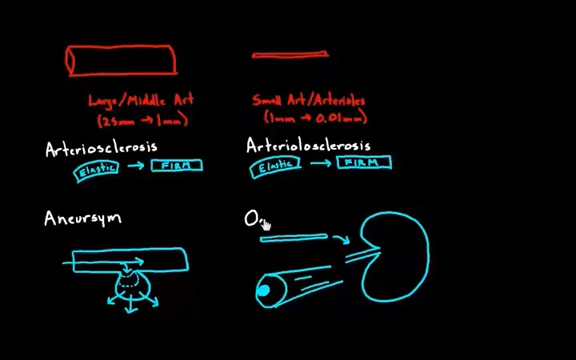 Large/Middle Art
(25mm → 1mm)
Small Art/Arterioles
(1mm → 0.01mm)
Arteriosclerosis
Elastic → FIRM
Arteriolosclerosis
Elastic → FIRM
Aneursym
O